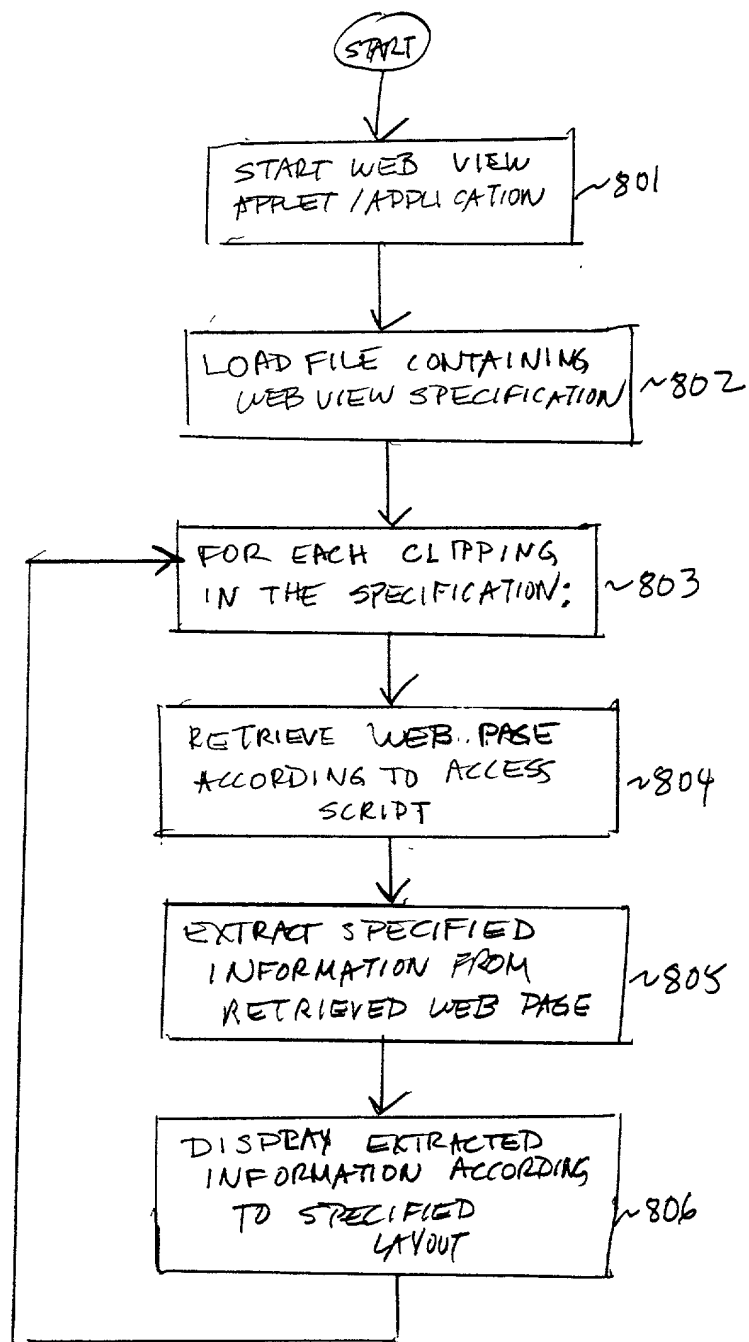 START
START WEB VIEW
APPLET/APPLICATION
~801
LOAD FILE CONTAINING
WEB VIEW SPECIFICATION
~802
FOR EACH CLIPPING
IN THE SPECIFICATION:
~803
RETRIEVE WEB PAGE
ACCORDING TO ACCESS
SCRIPT
~804
EXTRACT SPECIFIED
INFORMATION FROM
RETRIEVED WEB PAGE
~805
DISPLAY EXTRACTED
INFORMATION ACCORDING
TO SPECIFIED
LAYOUT
~806